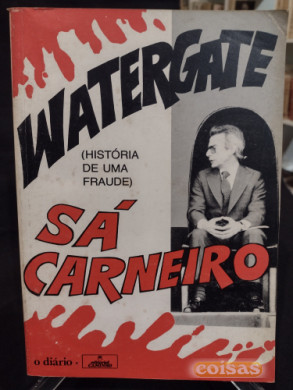 WATERGATE
(HISTÓRIA
DE UMA
FRAUDE)
SÁ
CARNEIRO
o diário -
coisas